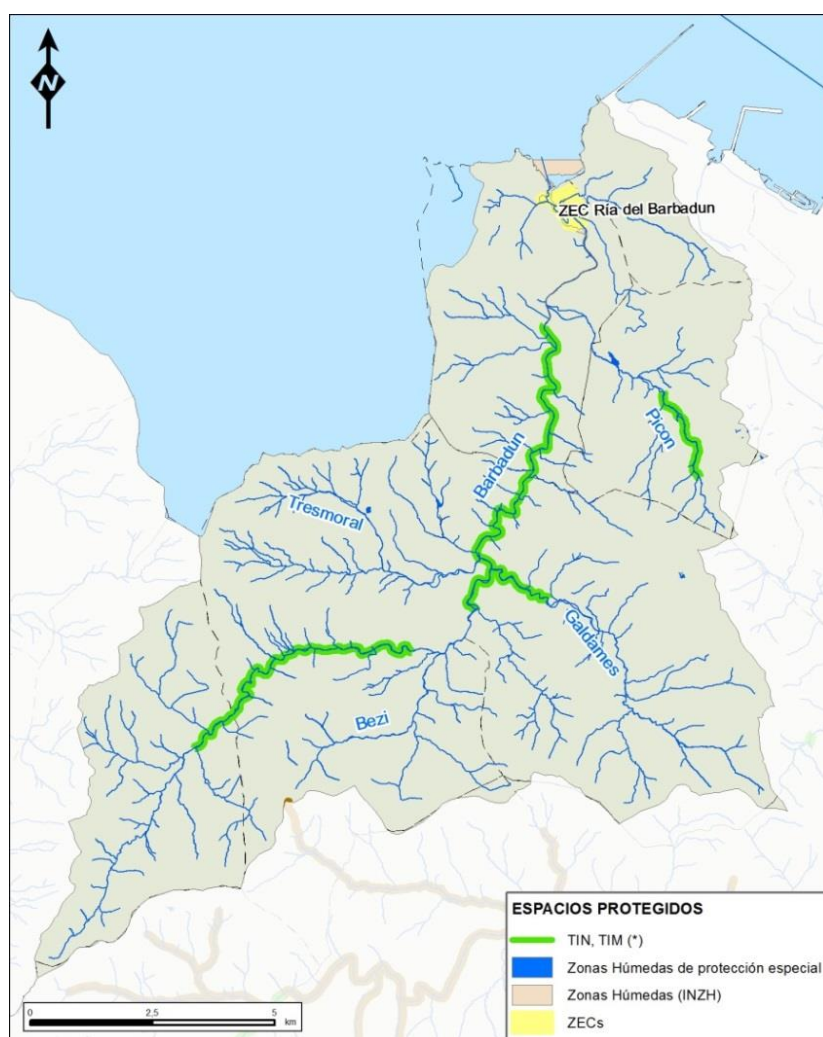 N
ZEC Ría del Barbadun
Picon
Barbadun
Tresmoral
Galdames
Bezi
ESPACIOS PROTEGIDOS
TIN, TIM (*)
Zonas Húmedas de protección especial
Zonas Húmedas (INZH)
ZECs
0 2,5 5
km